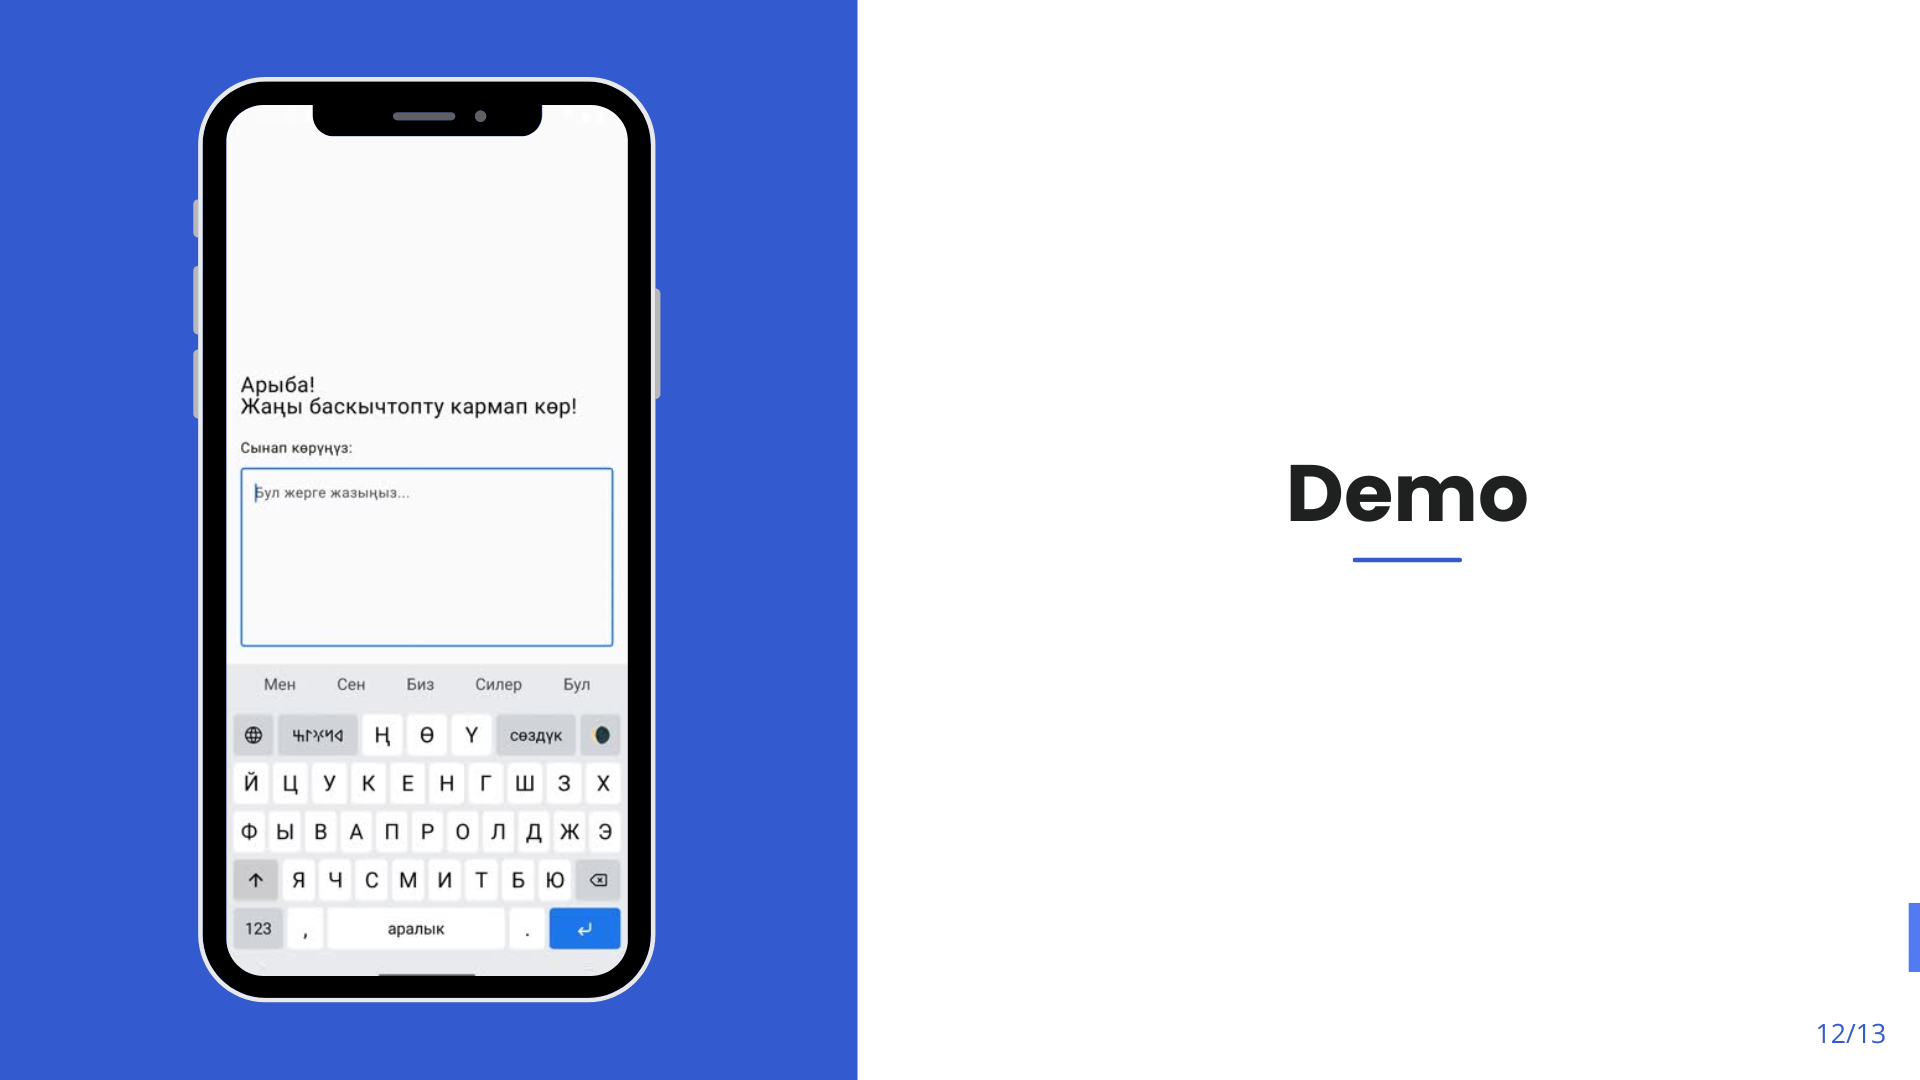 Арыба!
Жаңы баскычтопту кармап көр!
Сынап көрүңүз:
Бул жерге жазыңыз...
Мен Сен Биз Силер Бул
Ң Ө Ү сөздүк
Й Ц У К Е Н Г Ш З Х
Ф Ы В А П Р О Л Д Ж Э
Я Ч С М И Т Б Ю
123 , аралык .
Demo
12/13